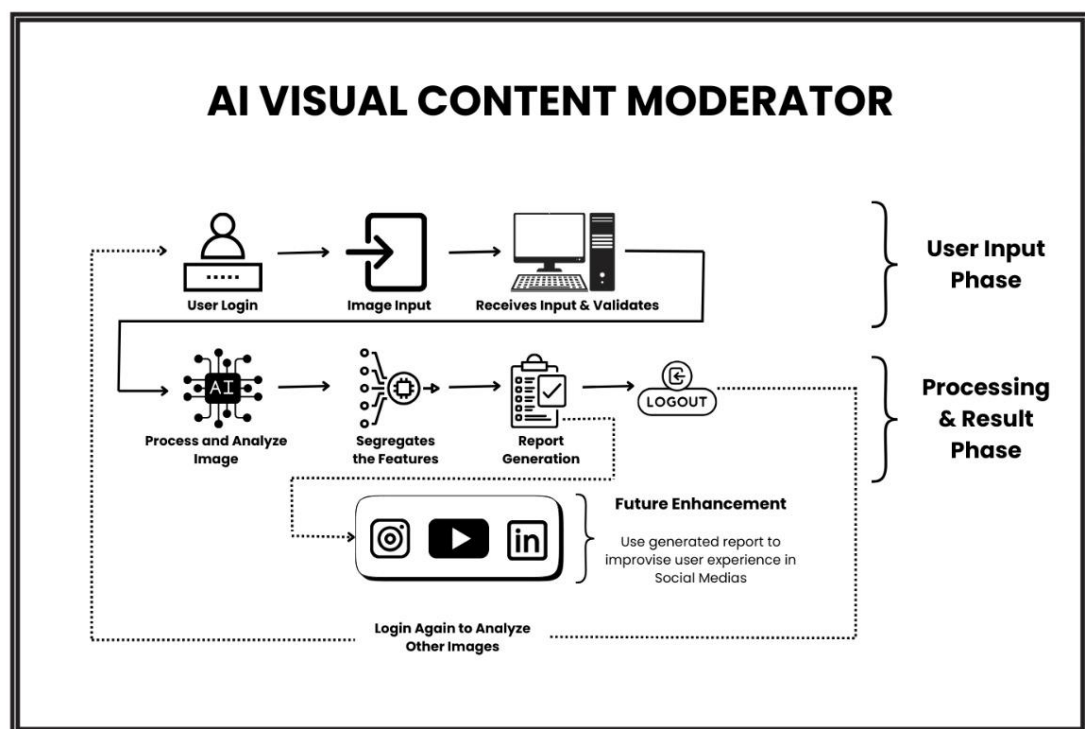 AI VISUAL CONTENT MODERATOR
User Login
Image Input
Receives Input & Validates
User Input
Phase
AI
Process and Analyze
Image
Segregates
the Features
Report
Generation
LOGOUT
Processing
& Result
Phase
in
Future Enhancement
Use generated report to
improvise user experience in
Social Medias
Login Again to Analyze
Other Images